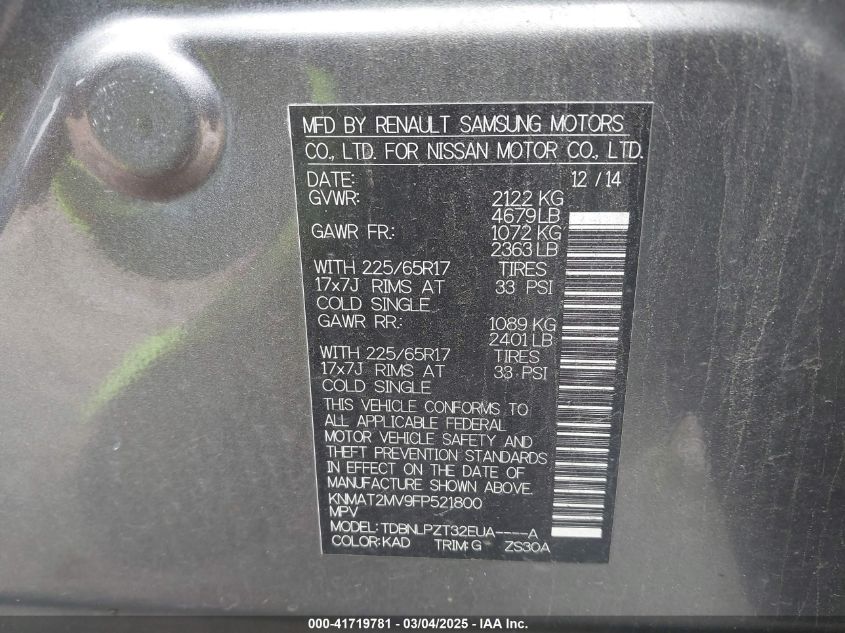 MFD BY RENAULT SAMSUNG MOTORS
CO., LTD. FOR NISSAN MOTOR CO., LTD.
DATE: 12 / 14
GVWR: 2122 KG
4679 LB
GAWR FR.: 1072 KG
2363 LB
WITH 225/65R17 TIRES
17x7J RIMS AT 33 PSI
COLD SINGLE
GAWR RR.: 1089 KG
2401 LB
WITH 225/65R17 TIRES
17x7J RIMS AT 33 PSI
COLD SINGLE
THIS VEHICLE CONFORMS TO
ALL APPLICABLE FEDERAL
MOTOR VEHICLE SAFETY AND
THEFT PREVENTION STANDARDS
IN EFFECT ON THE DATE OF
MANUFACTURE SHOWN ABOVE.
KNMAT2MV9FP521800
MPV
MODEL: TDBNLPZT32EUA----A
COLOR: KAD TRIM: G ZS30A
000-41719781 - 03/04/2025 - IAA Inc.